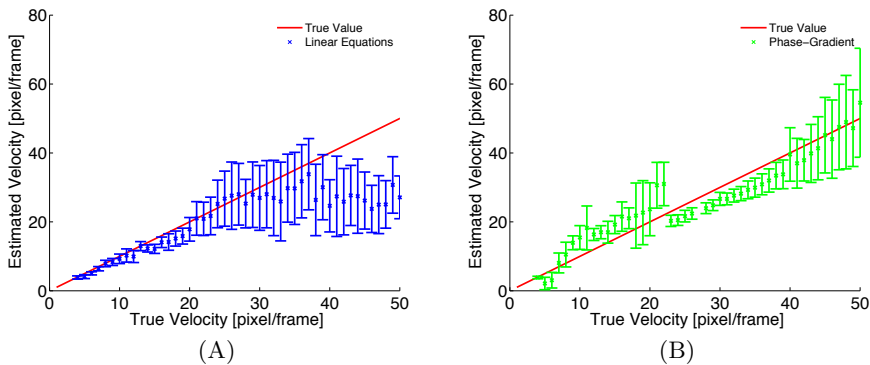 80
60
40
20
0
0
10
20
30
40
50
Estimated Velocity [pixel/frame]
True Velocity [pixel/frame]
True Value
Linear Equations
(A)
80
60
40
20
0
0
10
20
30
40
50
Estimated Velocity [pixel/frame]
True Velocity [pixel/frame]
True Value
Phase-Gradient
(B)